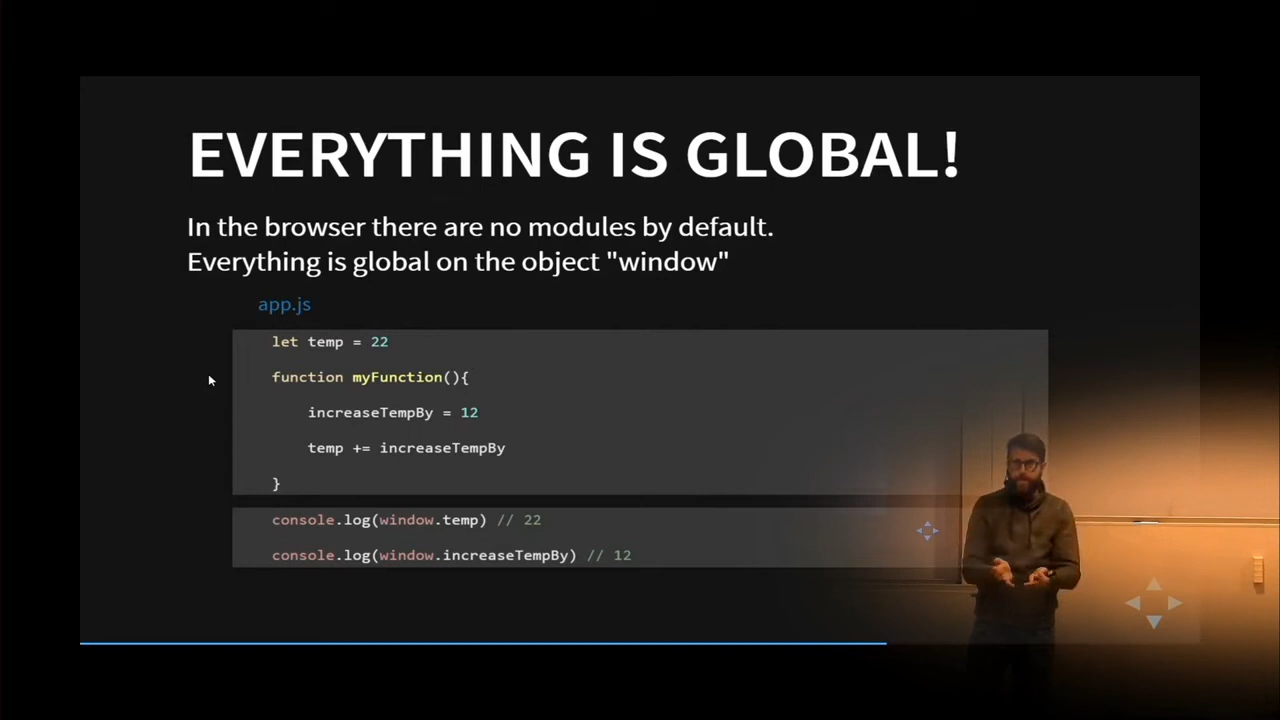 EVERYTHING IS GLOBAL!
In the browser there are no modules by default.
Everything is global on the object "window"
app.js
let temp = 22
function myFunction(){
increaseTempBy = 12
temp += increaseTempBy
}
console.log(window.temp) // 22
console.log(window.increaseTempBy) // 12